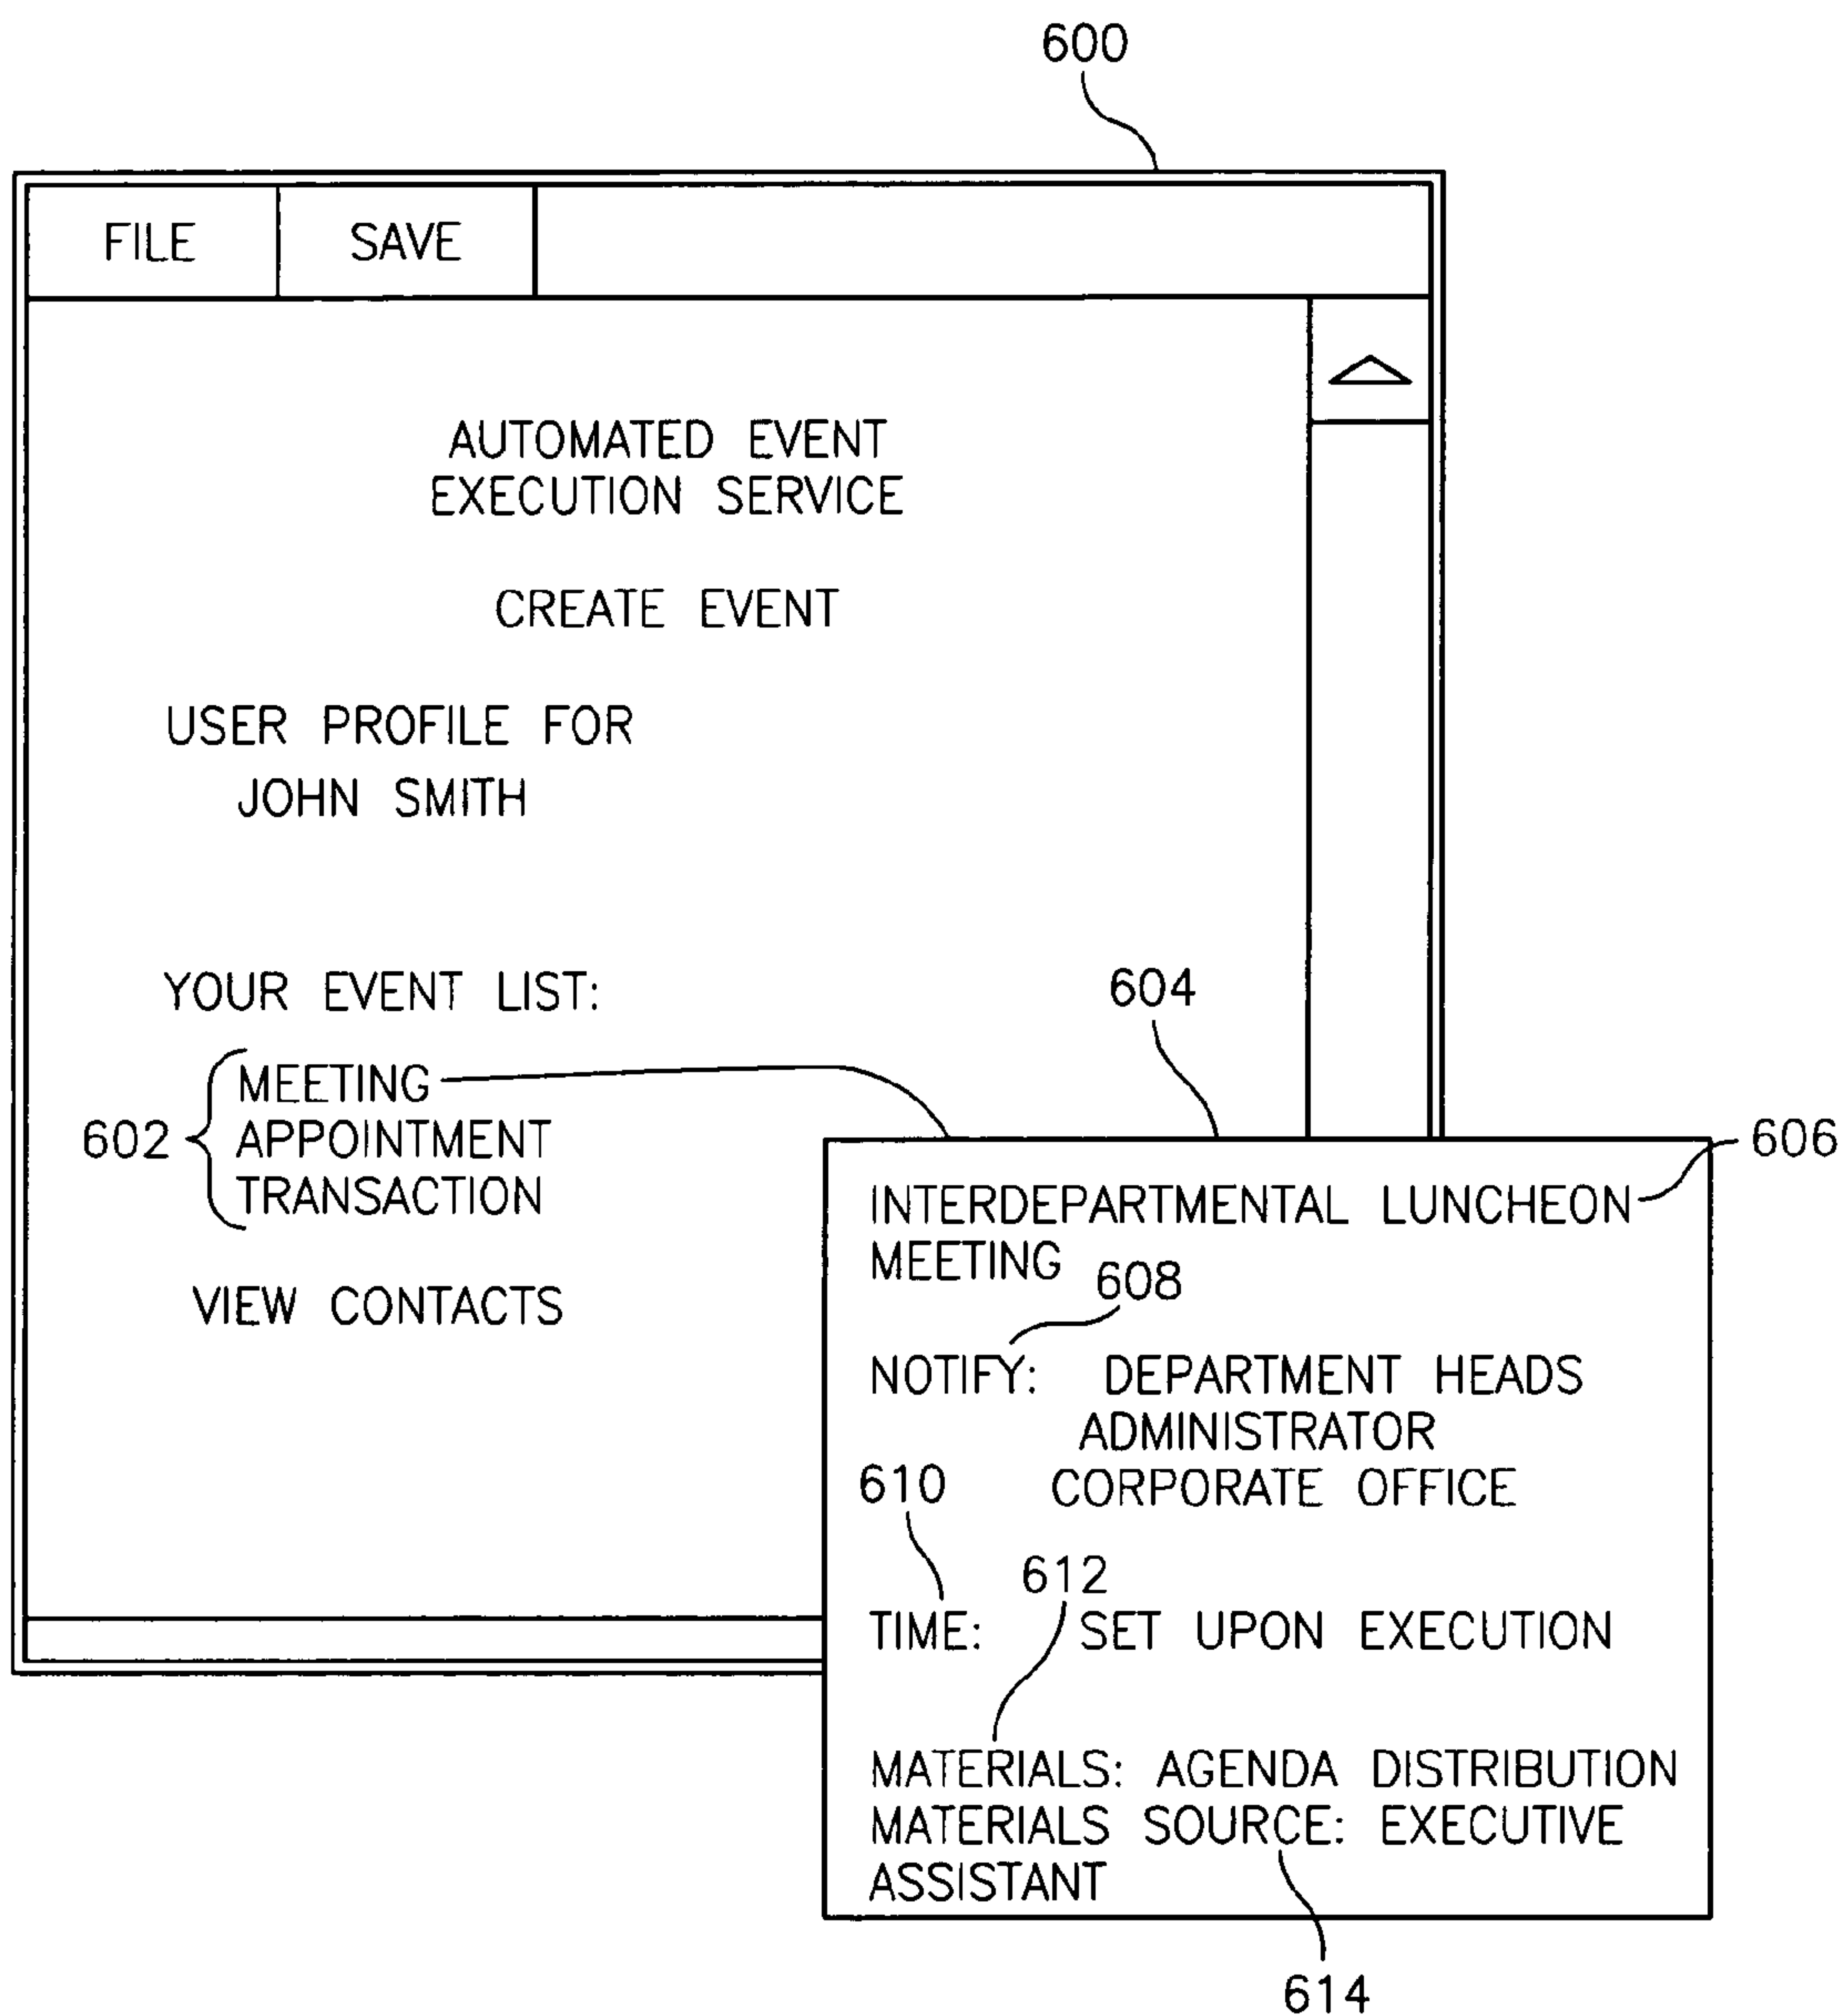 600
FILE SAVE
AUTOMATED EVENT
EXECUTION SERVICE
CREATE EVENT
USER PROFILE FOR
JOHN SMITH
YOUR EVENT LIST:
602
MEETING
APPOINTMENT
TRANSACTION
VIEW CONTACTS
604
606
INTERDEPARTMENTAL LUNCHEON
MEETING
608
NOTIFY: DEPARTMENT HEADS
ADMINISTRATOR
CORPORATE OFFICE
610
612
TIME: SET UPON EXECUTION
MATERIALS: AGENDA DISTRIBUTION
MATERIALS SOURCE: EXECUTIVE
ASSISTANT
614